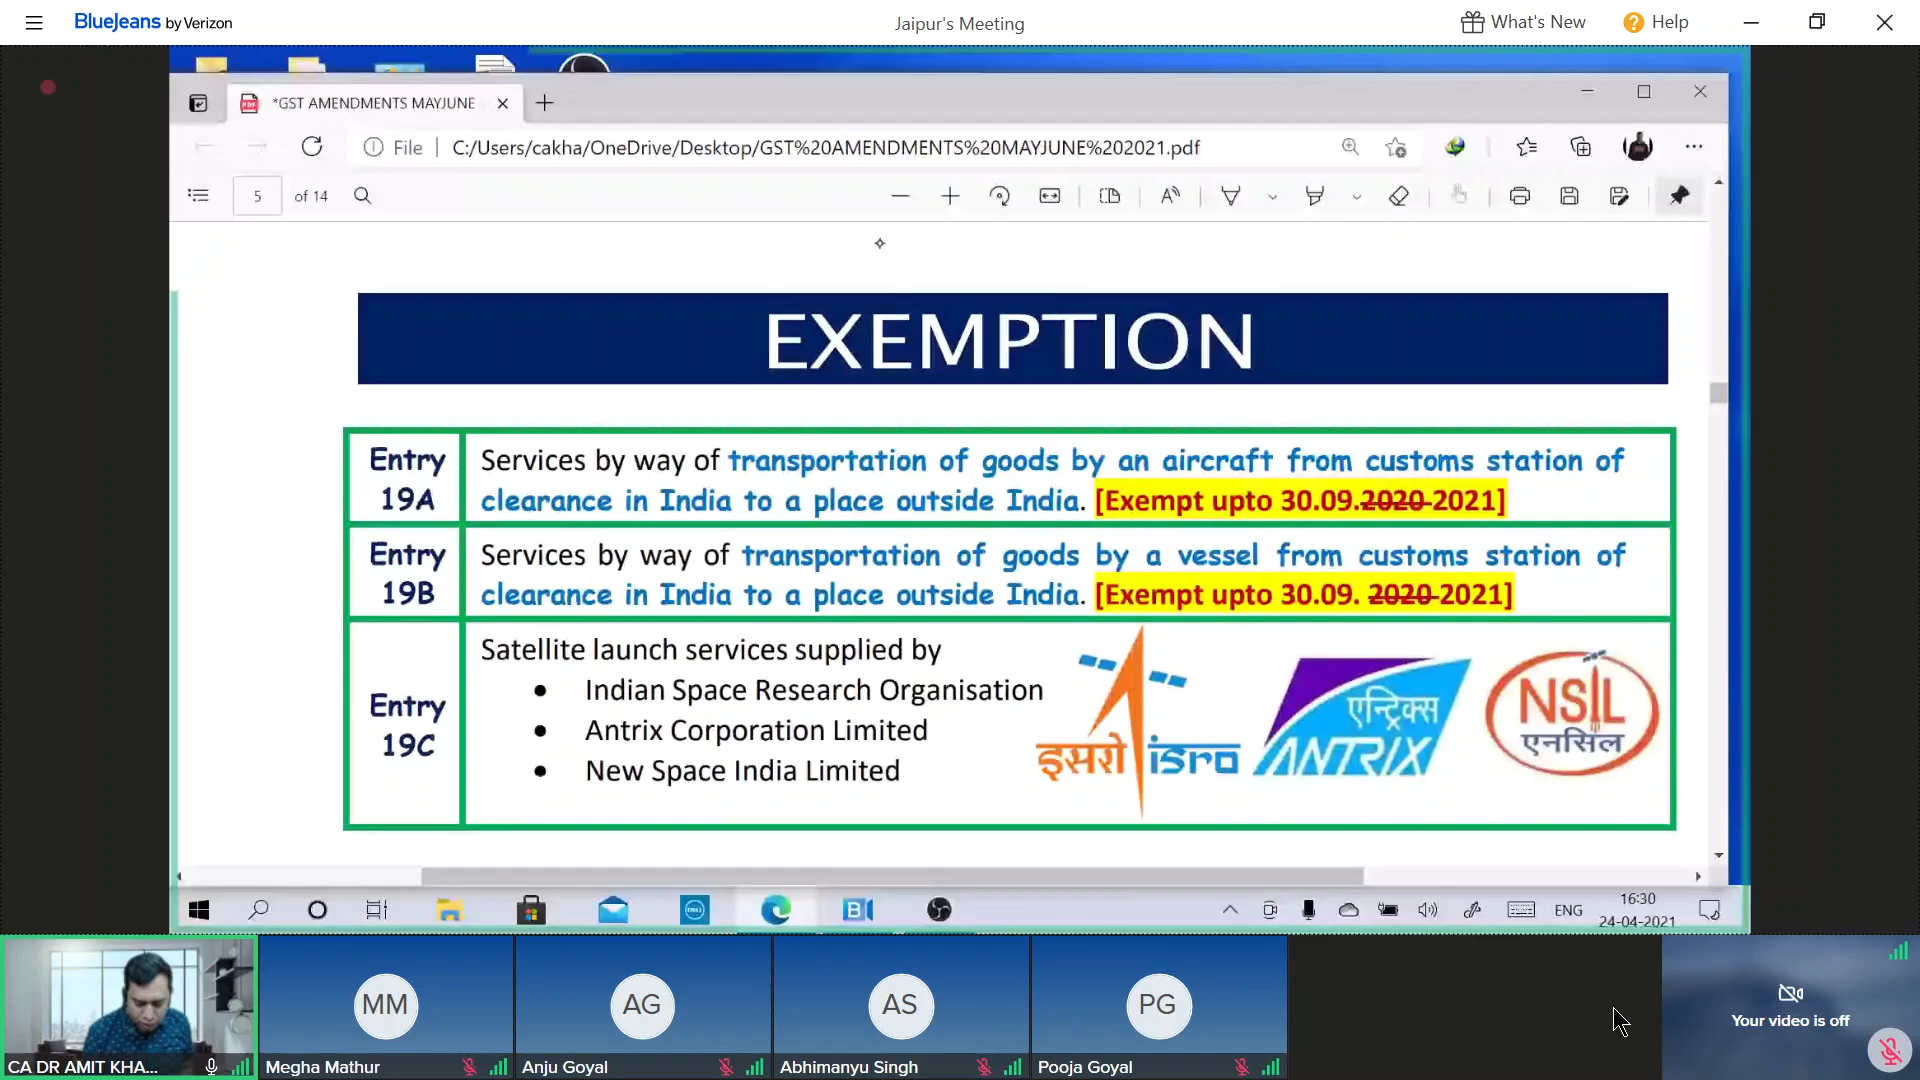 BlueJeans by Verizon
Jaipur's Meeting
What's New
Help
*GST AMENDMENTS MAYJUNE
File
C:/Users/cakha/OneDrive/Desktop/GST%20AMENDMENTS%20MAYJUNE%202021.pdf
5 of 14
EXEMPTION
Entry 19A
Services by way of transportation of goods by an aircraft from customs station of
clearance in India to a place outside India. [Exempt upto 30.09.2020 2021]
Entry 19B
Services by way of transportation of goods by a vessel from customs station of
clearance in India to a place outside India. [Exempt upto 30.09. 2020 2021]
Entry 19C
Satellite launch services supplied by
• Indian Space Research Organisation
• Antrix Corporation Limited
• New Space India Limited
इसरो isro
एन्ट्रिक्स
ANTRIX
NSIL
एनसिल
DELL
ENG
16:30
24-04-2021
MM
AG
AS
PG
Your video is off
CA DR AMIT KHA...
Megha Mathur
Anju Goyal
Abhimanyu Singh
Pooja Goyal